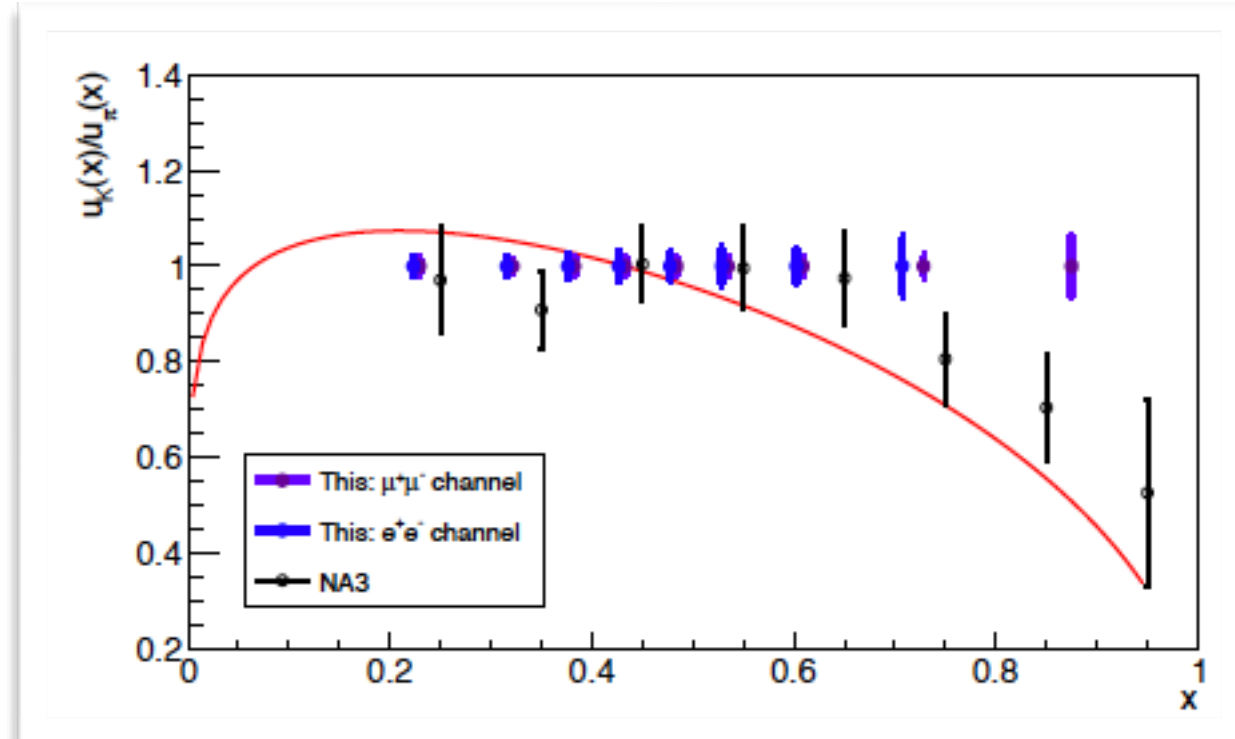 u_K(x)/u_π(x)
1.4
1.2
1
0.8
0.6
0.4
0.2
This: μ⁺μ⁻ channel
This: e⁺e⁻ channel
NA3
0 0.2 0.4 0.6 0.8 1
x